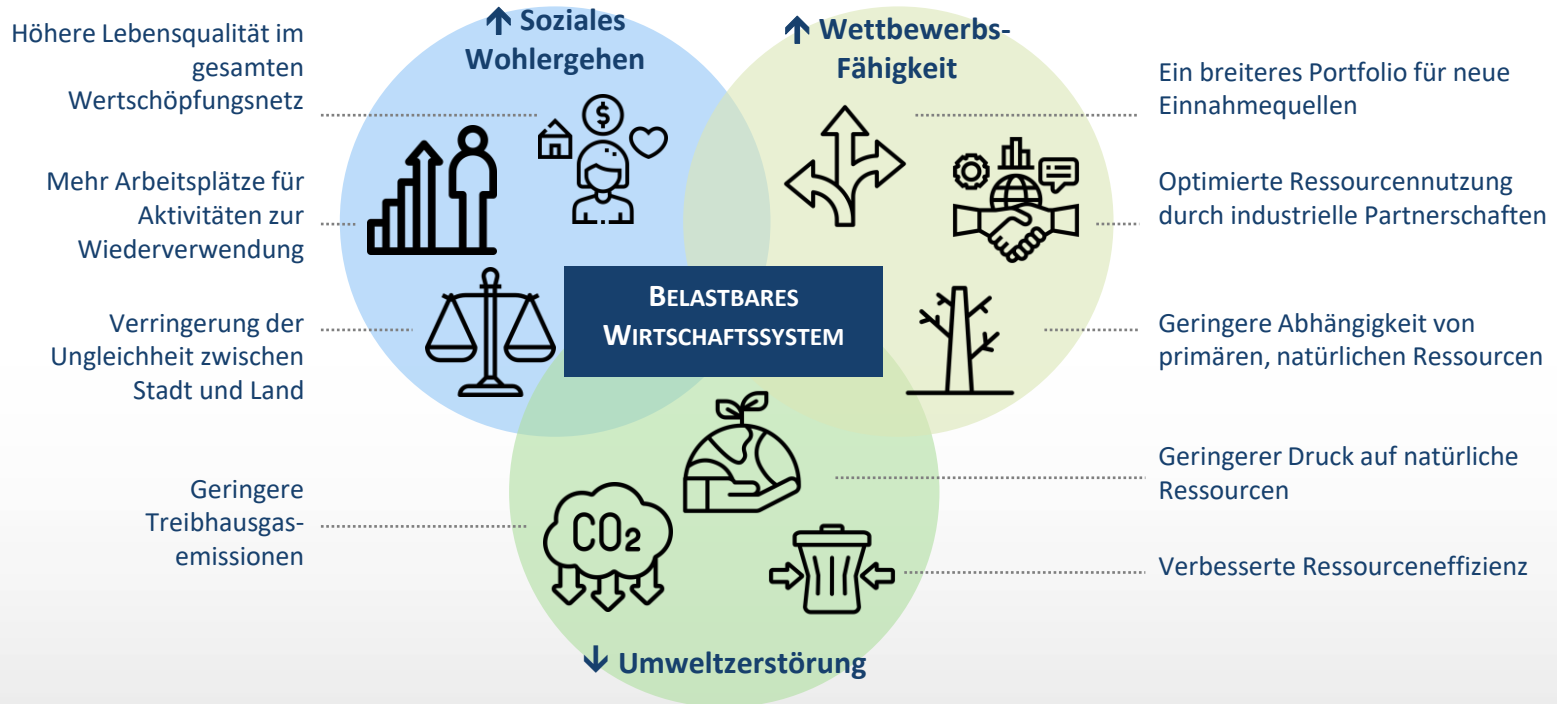 ↑ Soziales
Wohlergehen
↑ Wettbewerbs-
Fähigkeit
Höhere Lebensqualität im
gesamten
Wertschöpfungsnetz
Mehr Arbeitsplätze für
Aktivitäten zur
Wiederverwendung
Verringerung der
Ungleichheit zwischen
Stadt und Land
Geringere
Treibhausgas-
emissionen
$
BELASTBARES
WIRTSCHAFTSSYSTEM
CO2
Ein breiteres Portfolio für neue
Einnahmequellen
Optimierte Ressourcennutzung
durch industrielle Partnerschaften
Geringere Abhängigkeit von
primären, natürlichen Ressourcen
Geringerer Druck auf natürliche
Ressourcen
Verbesserte Ressourceneffizienz
↓ Umweltzerstörung